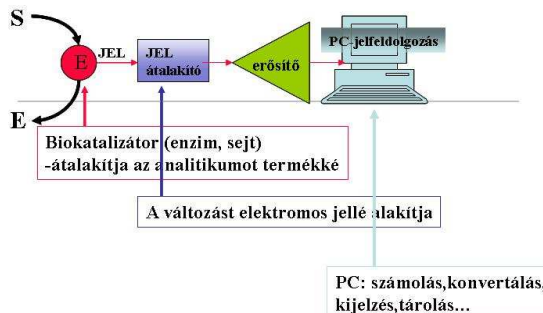 S
E
JEL
JEL
átalakító
erősítő
PC-jelfeldolgozás
E
Biokatalizátor (enzim, sejt)
-átalakítja az analitikumot termékké
A változást elektromos jellé alakítja
PC: számolás,konvertálás,
kijelzés,tárolás...